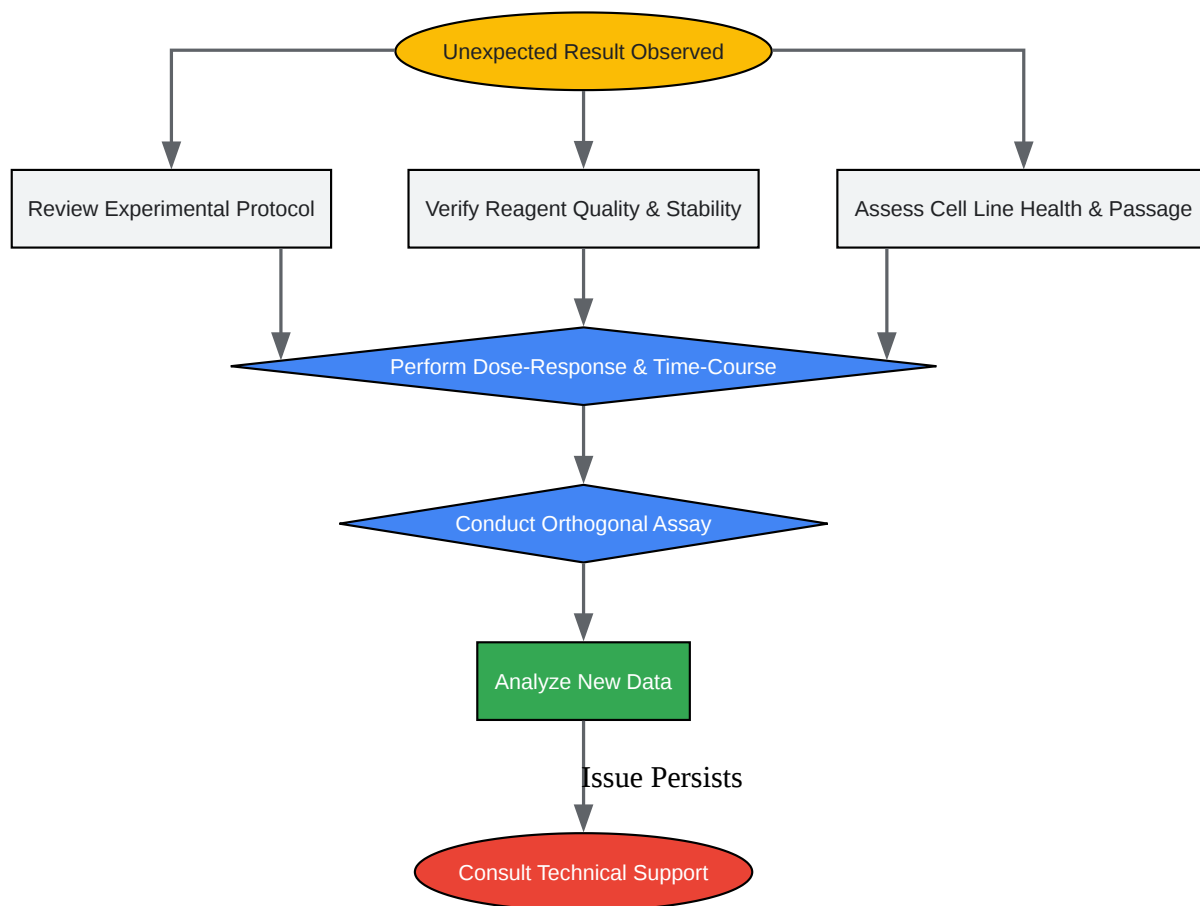 Unexpected Result Observed
Review Experimental Protocol
Verify Reagent Quality & Stability
Assess Cell Line Health & Passage
Perform Dose-Response & Time-Course
Conduct Orthogonal Assay
Analyze New Data
Issue Persists
Consult Technical Support